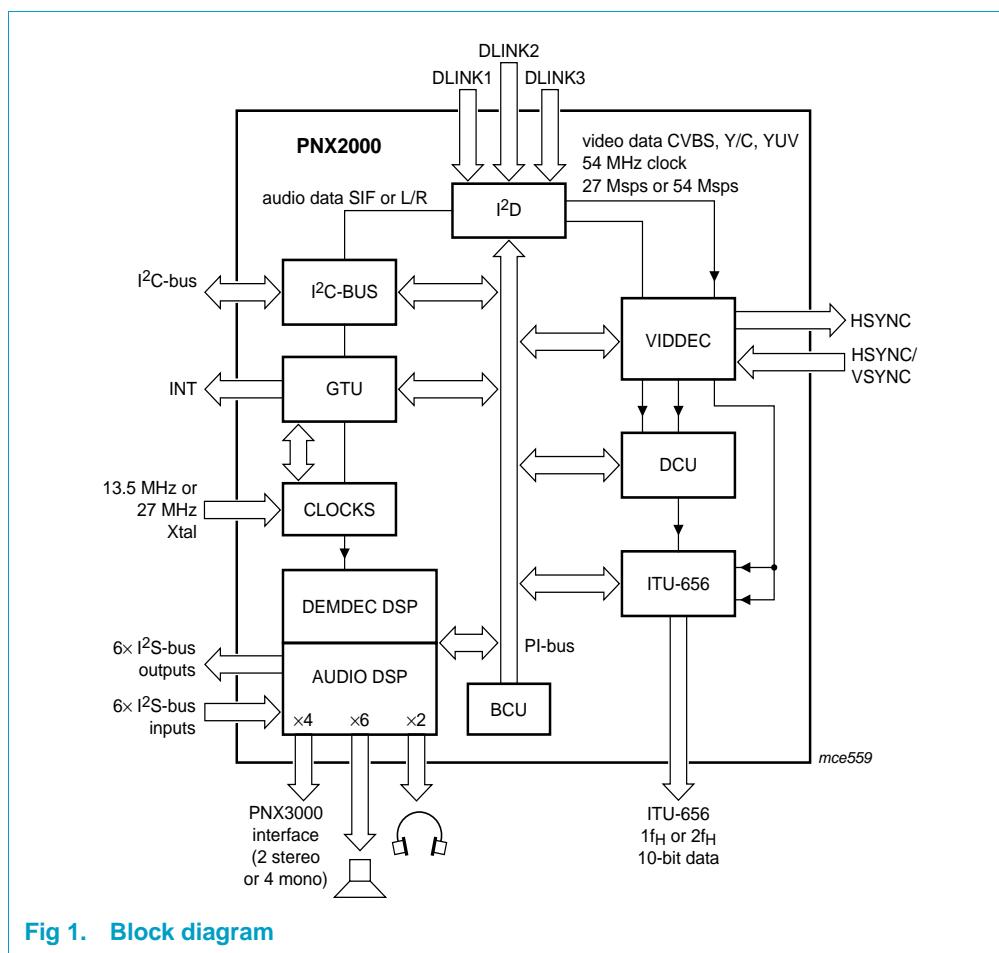 DLINK2
DLINK1
DLINK3
PNX2000
video data CVBS, Y/C, YUV
54 MHz clock
27 Msps or 54 Msps
audio data SIF or L/R
I²D
I²C-bus
I²C-BUS
VIDDEC
HSYNC
HSYNC/
VSYNC
INT
GTU
DCU
13.5 MHz or
27 MHz
Xtal
CLOCKS
ITU-656
DEMDEC DSP
6× I²S-bus
outputs
AUDIO DSP
PI-bus
6× I²S-bus
inputs
×4
×6
×2
BCU
mce559
PNX3000
interface
(2 stereo
or 4 mono)
ITU-656
1fH or 2fH
10-bit data
Fig 1. Block diagram